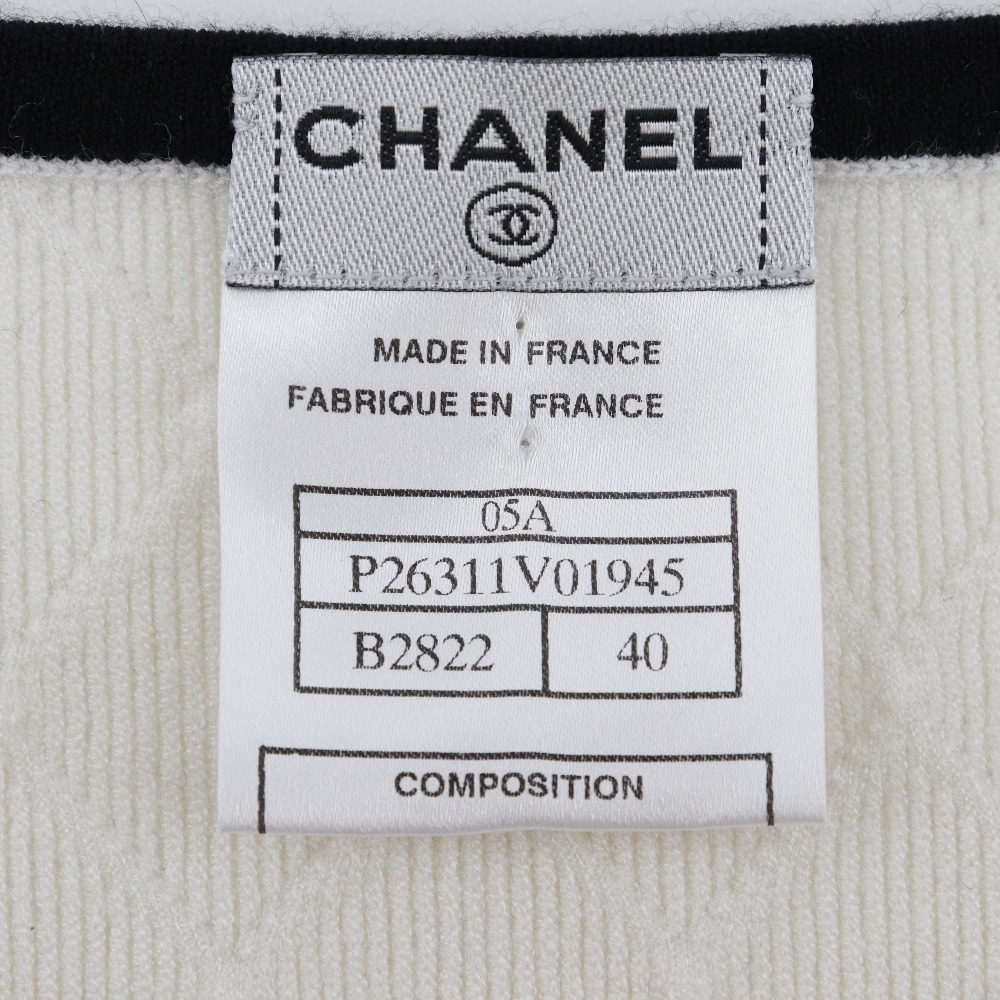 CHANEL
MADE IN FRANCE
FABRIQUE EN FRANCE
05A
P26311V01945
B2822 40
COMPOSITION